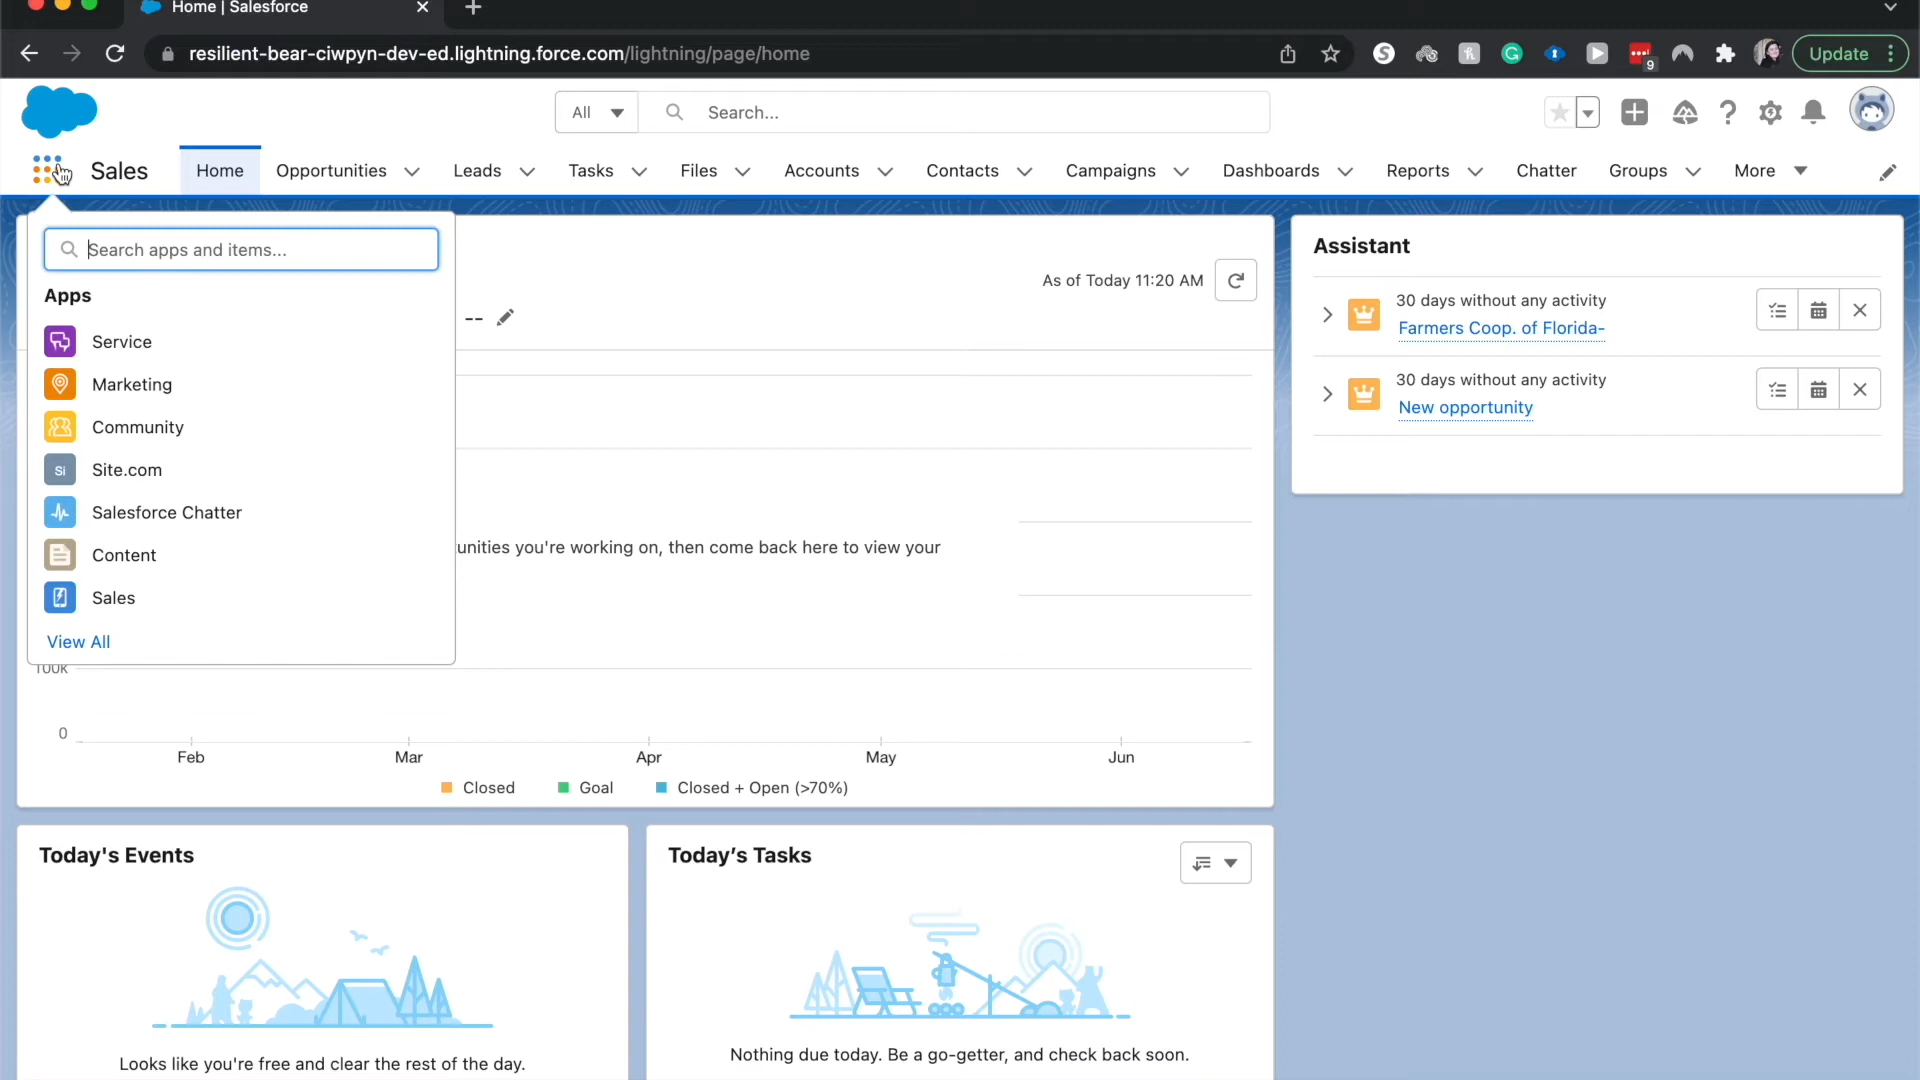 Home | Salesforce
resilient-bear-ciwpyn-dev-ed.lightning.force.com/lightning/page/home
9
Update
All
Search...
Sales
Home
Opportunities
Leads
Tasks
Files
Accounts
Contacts
Campaigns
Dashboards
Reports
Chatter
Groups
More
Search apps and items...
Apps
Service
Marketing
Community
Si
Site.com
Salesforce Chatter
Content
Sales
View All
As of Today 11:20 AM
--
unities you're working on, then come back here to view your
100k
0
Feb
Mar
Apr
May
Jun
Closed
Goal
Closed + Open (>70%)
Assistant
30 days without any activity
Farmers Coop. of Florida-
30 days without any activity
New opportunity
Today's Events
Looks like you're free and clear the rest of the day.
Today’s Tasks
Nothing due today. Be a go-getter, and check back soon.